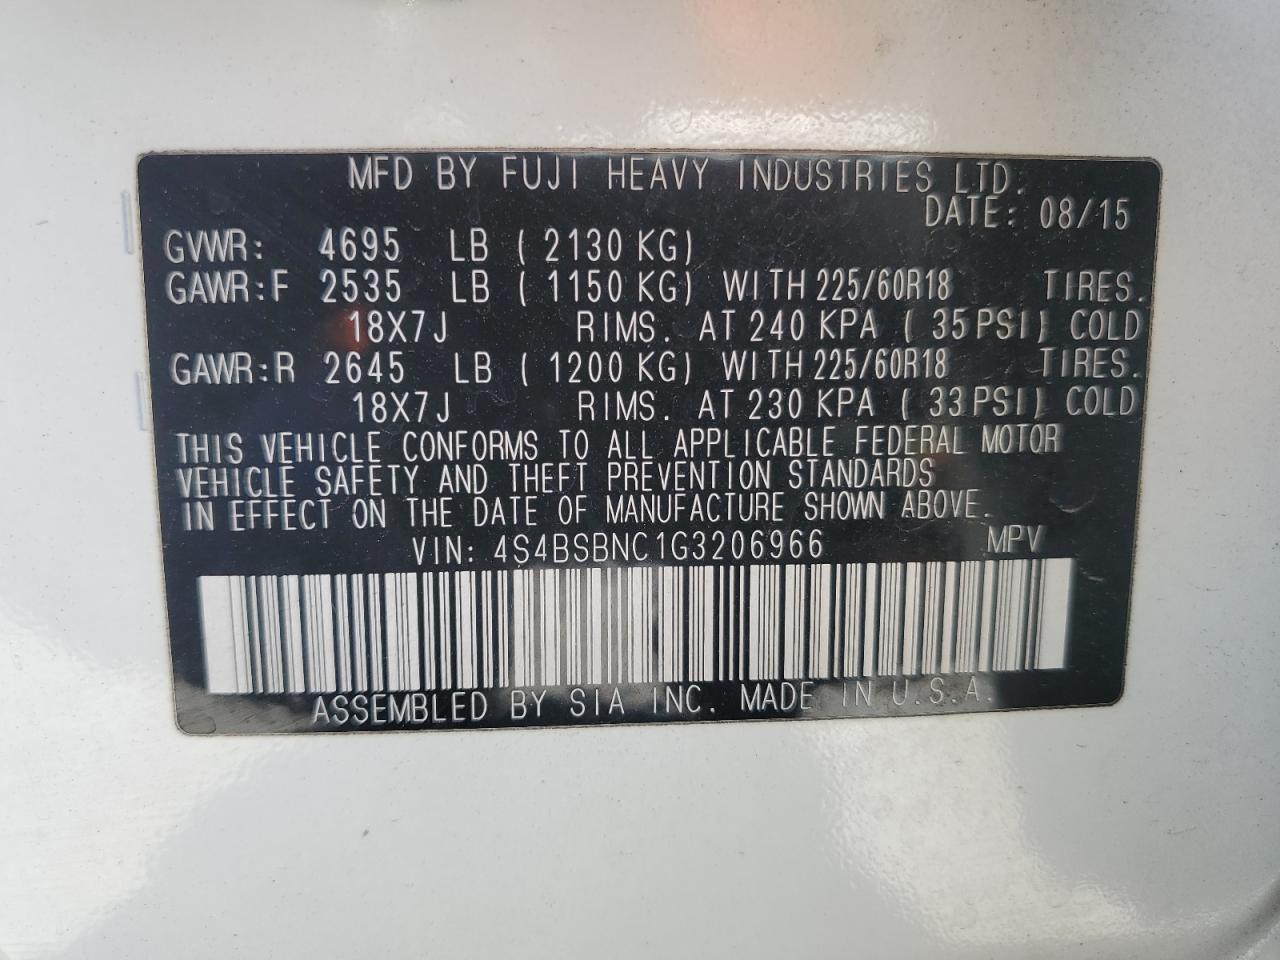 MFD BY FUJI HEAVY INDUSTRIES LTD.
DATE: 08/15
GVWR: 4695 LB ( 2130 KG)
GAWR:F 2535 LB ( 1150 KG) WITH 225/60R18 TIRES.
18X7J RIMS. AT 240 KPA ( 35PSI) COLD
GAWR:R 2645 LB ( 1200 KG) WITH 225/60R18 TIRES.
18X7J RIMS. AT 230 KPA ( 33PSI) COLD
THIS VEHICLE CONFORMS TO ALL APPLICABLE FEDERAL MOTOR
VEHICLE SAFETY AND THEFT PREVENTION STANDARDS
IN EFFECT ON THE DATE OF MANUFACTURE SHOWN ABOVE.
VIN: 4S4BSBNC1G3206966 MPV
ASSEMBLED BY SIA INC. MADE IN U.S.A.